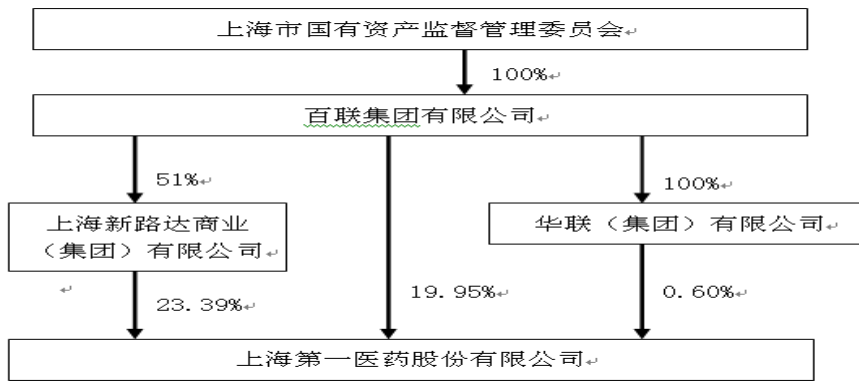 上海市国有资产监督管理委员会
100%
百联集团有限公司
51%
100%
上海新路达商业
（集团）有限公司
华联（集团）有限公司
23.39%
19.95%
0.60%
上海第一医药股份有限公司